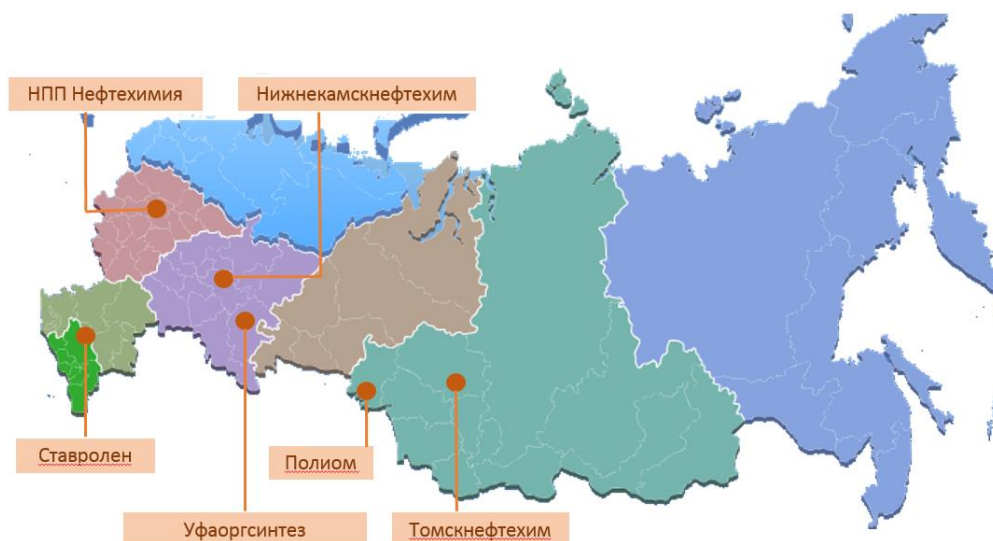 НПП Нефтехимия
Нижнекамскнефтехим
Ставролен
Полиом
Уфаоргсинтез
Томскнефтехим